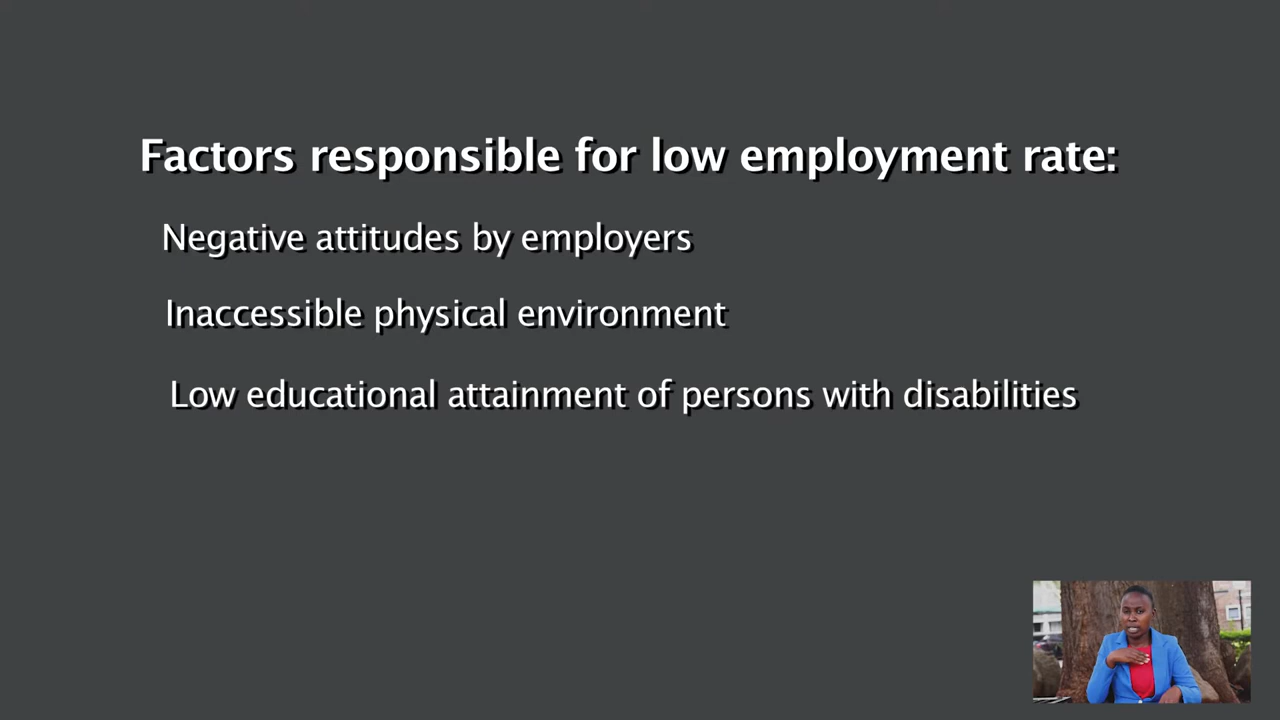 Factors responsible for low employment rate:
Negative attitudes by employers
Inaccessible physical environment
Low educational attainment of persons with disabilities